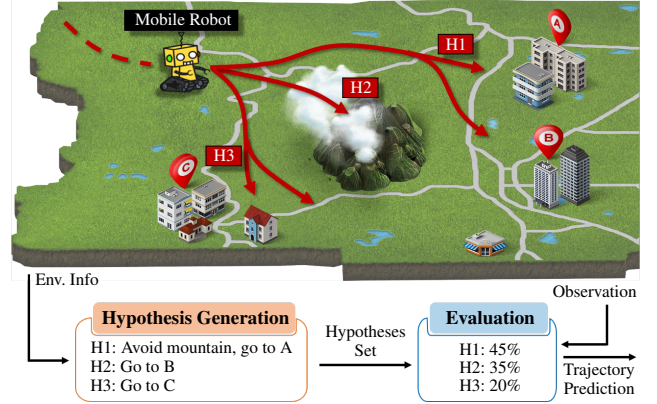 Mobile Robot
A
H1
H2
B
H3
C
Env. Info
Observation
Hypothesis Generation
H1: Avoid mountain, go to A
H2: Go to B
H3: Go to C
Hypotheses
Set
Evaluation
H1: 45%
H2: 35%
H3: 20%
Trajectory
Prediction